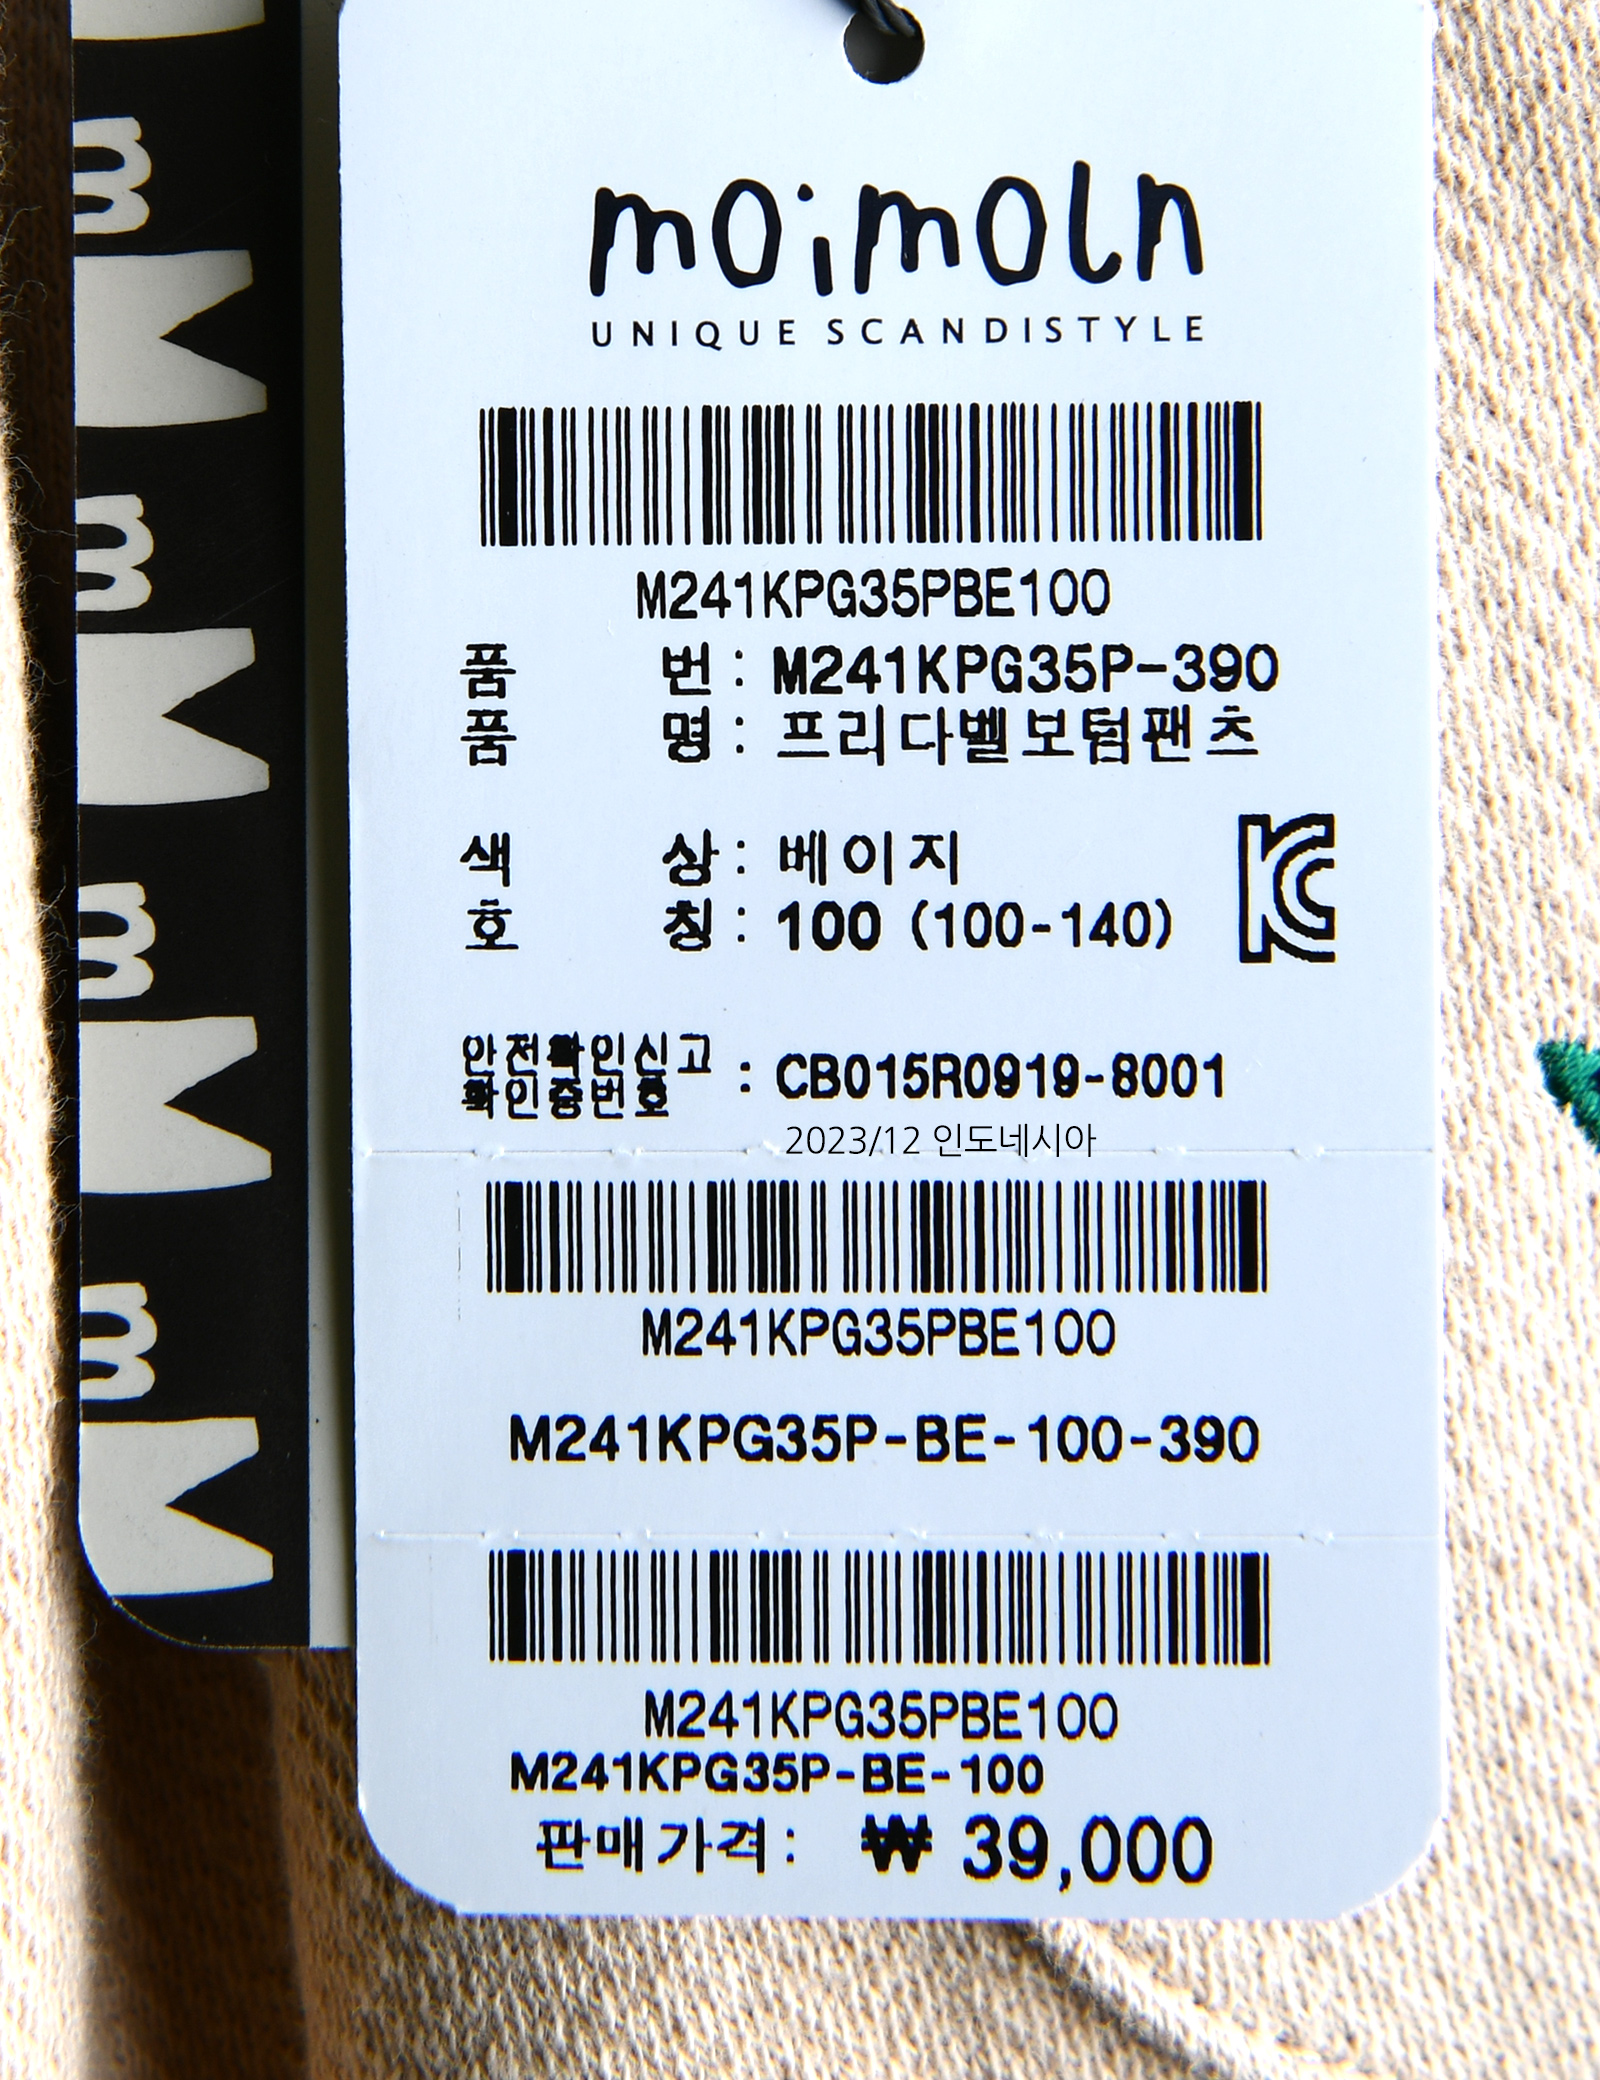 moimoln
UNIQUE SCANDISTYLE
M241KPG35PBE100
품 번 : M241KPG35P-390
품 명 : 프리다벨보텀팬츠
색 상 : 베이지
호 칭 : 100 (100-140)
안전확인신고
확인증번호 : CB015R0919-8001
2023/12 인도네시아
M241KPG35PBE100
M241KPG35P-BE-100-390
M241KPG35PBE100
M241KPG35P-BE-100
판매가격 : ₩ 39,000